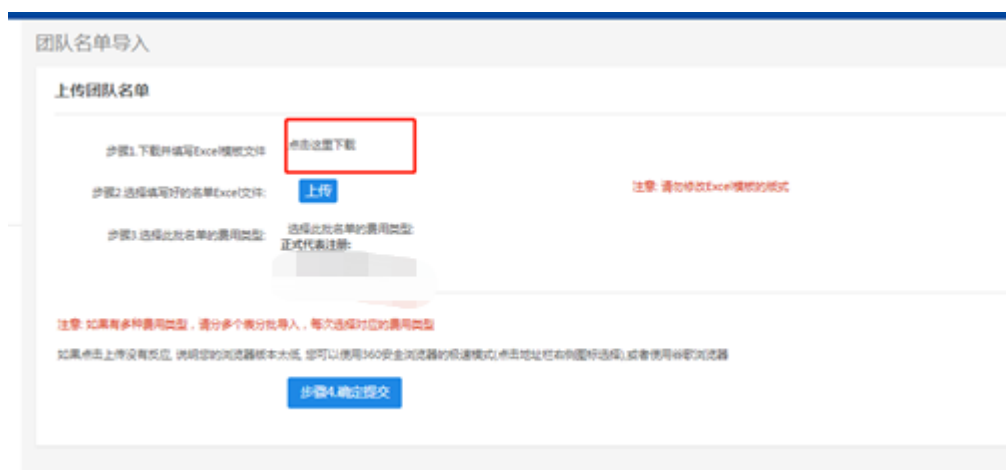 团队名单导入
上传团队名单
步骤1.下载并填写Excel模板文件
点击这里下载
步骤2.选择填写好的名单Excel文件:
上传
注意: 请勿修改Excel模板的版式
步骤3.选择此批名单的费用类型:
选择此批名单的费用类型:
正式代表注册:
注意: 如果有多种费用类型，请分多个表分批导入，每次选择对应的费用类型
如果点击上传没有反应, 说明您的浏览器版本太低, 您可以使用360安全浏览器的极速模式(点击地址栏右侧图标选择),或者使用谷歌浏览器
步骤4.确定提交